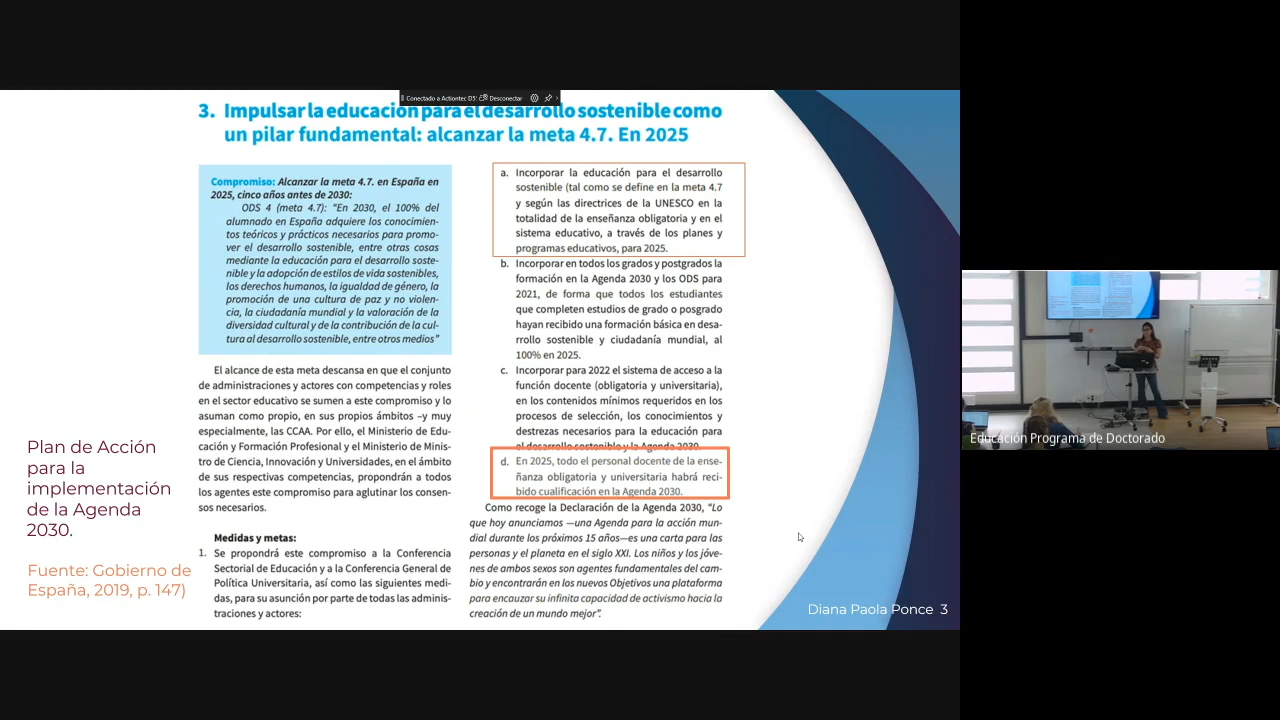 Conectado a Actiontec D5
Desconectar
3. Impulsar la educación para el desarrollo sostenible como
un pilar fundamental: alcanzar la meta 4.7. En 2025
Compromiso: Alcanzar la meta 4.7. en España en
2025, cinco años antes de 2030:
ODS 4 (meta 4.7): “En 2030, el 100% del
alumnado en España adquiere los conocimien-
tos teóricos y prácticos necesarios para promo-
ver el desarrollo sostenible, entre otras cosas
mediante la educación para el desarrollo soste-
nible y la adopción de estilos de vida sostenibles,
los derechos humanos, la igualdad de género, la
promoción de una cultura de paz y no violen-
cia, la ciudadanía mundial y la valoración de la
diversidad cultural y de la contribución de la cul-
tura al desarrollo sostenible, entre otros medios”
El alcance de esta meta descansa en que el conjunto
de administraciones y actores con competencias y roles
en el sector educativo se sumen a este compromiso y lo
asuman como propio, en sus propios ámbitos –y muy
especialmente, las CCAA. Por ello, el Ministerio de Edu-
cación y Formación Profesional y el Ministerio de Minis-
tro de Ciencia, Innovación y Universidades, en el ámbito
de sus respectivas competencias, propondrán a todos
los agentes este compromiso para aglutinar los consen-
sos necesarios.
Medidas y metas:
1. Se propondrá este compromiso a la Conferencia
Sectorial de Educación y a la Conferencia General de
Política Universitaria, así como las siguientes medi-
das, para su asunción por parte de todas las adminis-
traciones y actores:
a. Incorporar la educación para el desarrollo
sostenible (tal como se define en la meta 4.7
y según las directrices de la UNESCO en la
totalidad de la enseñanza obligatoria y en el
sistema educativo, a través de los planes y
programas educativos, para 2025.
b. Incorporar en todos los grados y postgrados la
formación en la Agenda 2030 y los ODS para
2021, de forma que todos los estudiantes
que completen estudios de grado o posgrado
hayan recibido una formación básica en desa-
rrollo sostenible y ciudadanía mundial, al
100% en 2025.
c. Incorporar para 2022 el sistema de acceso a la
función docente (obligatoria y universitaria),
en los contenidos mínimos requeridos en los
procesos de selección, los conocimientos y
destrezas necesarios para la educación para
el desarrollo sostenible y la Agenda 2030.
d. En 2025, todo el personal docente de la ense-
ñanza obligatoria y universitaria habrá reci-
bido cualificación en la Agenda 2030.
Como recoge la Declaración de la Agenda 2030, “Lo
que hoy anunciamos —una Agenda para la acción mun-
dial durante los próximos 15 años—es una carta para las
personas y el planeta en el siglo XXI. Los niños y los jóve-
nes de ambos sexos son agentes fundamentales del cam-
bio y encontrarán en los nuevos Objetivos una plataforma
para encauzar su infinita capacidad de activismo hacia la
creación de un mundo mejor”.
Plan de Acción
para la
implementación
de la Agenda
2030.
Fuente: Gobierno de
España, 2019, p. 147)
Diana Paola Ponce 3
Educación Programa de Doctorado